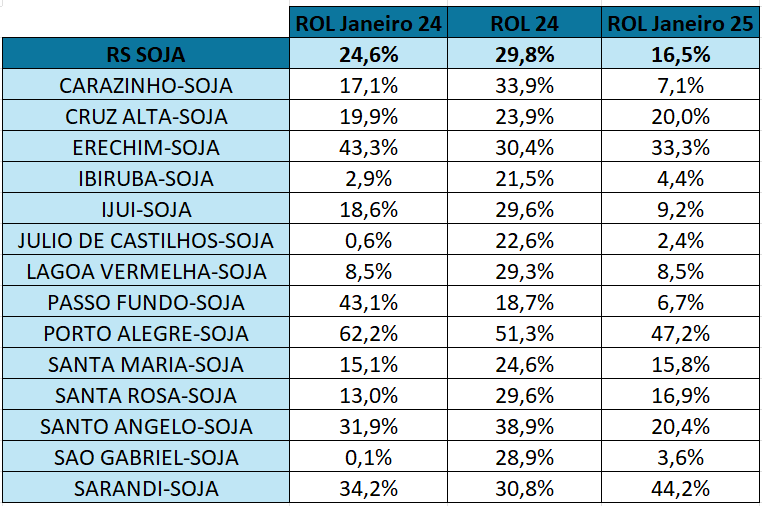 ROL Janeiro 24 ROL 24 ROL Janeiro 25
RS SOJA 24,6% 29,8% 16,5%
CARAZINHO-SOJA 17,1% 33,9% 7,1%
CRUZ ALTA-SOJA 19,9% 23,9% 20,0%
ERECHIM-SOJA 43,3% 30,4% 33,3%
IBIRUBA-SOJA 2,9% 21,5% 4,4%
IJUI-SOJA 18,6% 29,6% 9,2%
JULIO DE CASTILHOS-SOJA 0,6% 22,6% 2,4%
LAGOA VERMELHA-SOJA 8,5% 29,3% 8,5%
PASSO FUNDO-SOJA 43,1% 18,7% 6,7%
PORTO ALEGRE-SOJA 62,2% 51,3% 47,2%
SANTA MARIA-SOJA 15,1% 24,6% 15,8%
SANTA ROSA-SOJA 13,0% 29,6% 16,9%
SANTO ANGELO-SOJA 31,9% 38,9% 20,4%
SAO GABRIEL-SOJA 0,1% 28,9% 3,6%
SARANDI-SOJA 34,2% 30,8% 44,2%